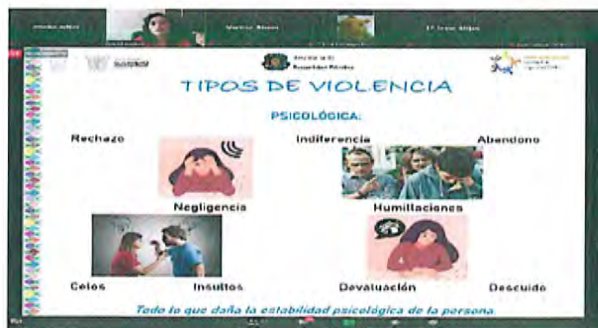 TIPOS DE VIOLENCIA
PSICOLÓGICA:
Rechazo
Indiferencia
Abandono
Negligencia
Humillaciones
Celos
Insultos
Devaluación
Descuido
Todo lo que daña la estabilidad psicológica de la persona